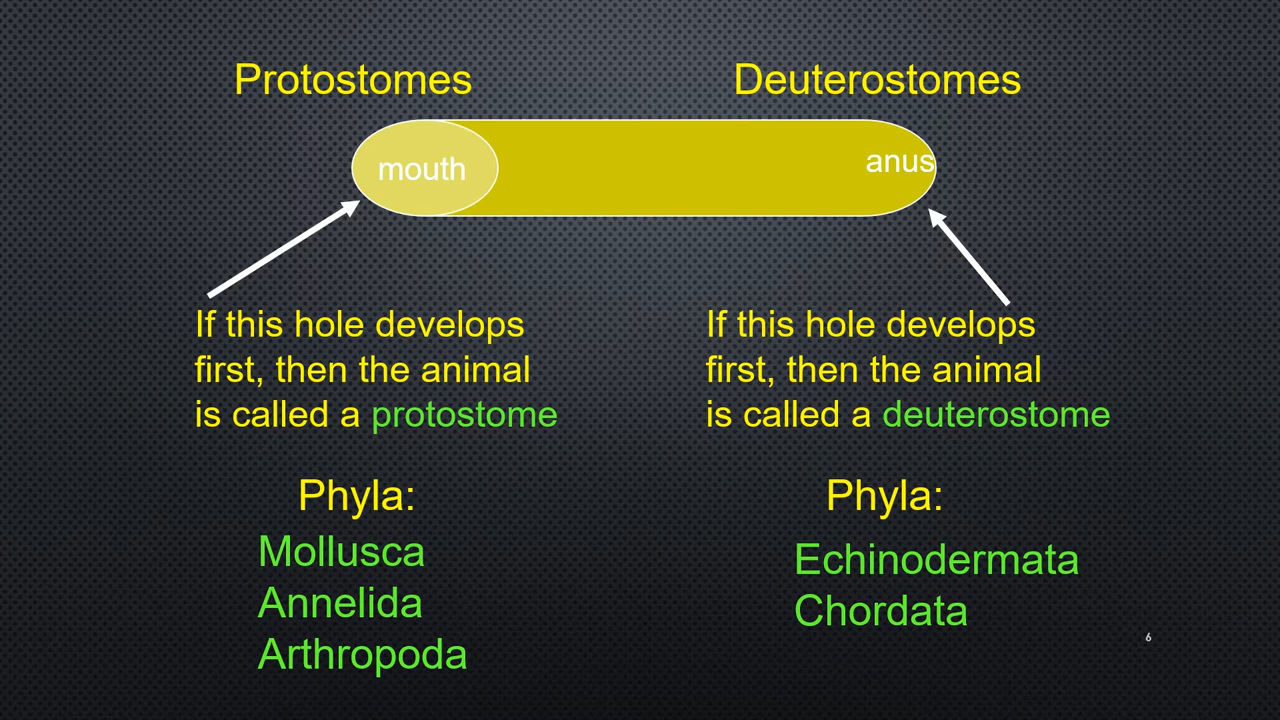 Protostomes
Deuterostomes
mouth
anus
If this hole develops
first, then the animal
is called a protostome
If this hole develops
first, then the animal
is called a deuterostome
Phyla:
Mollusca
Annelida
Arthropoda
Phyla:
Echinodermata
Chordata
6